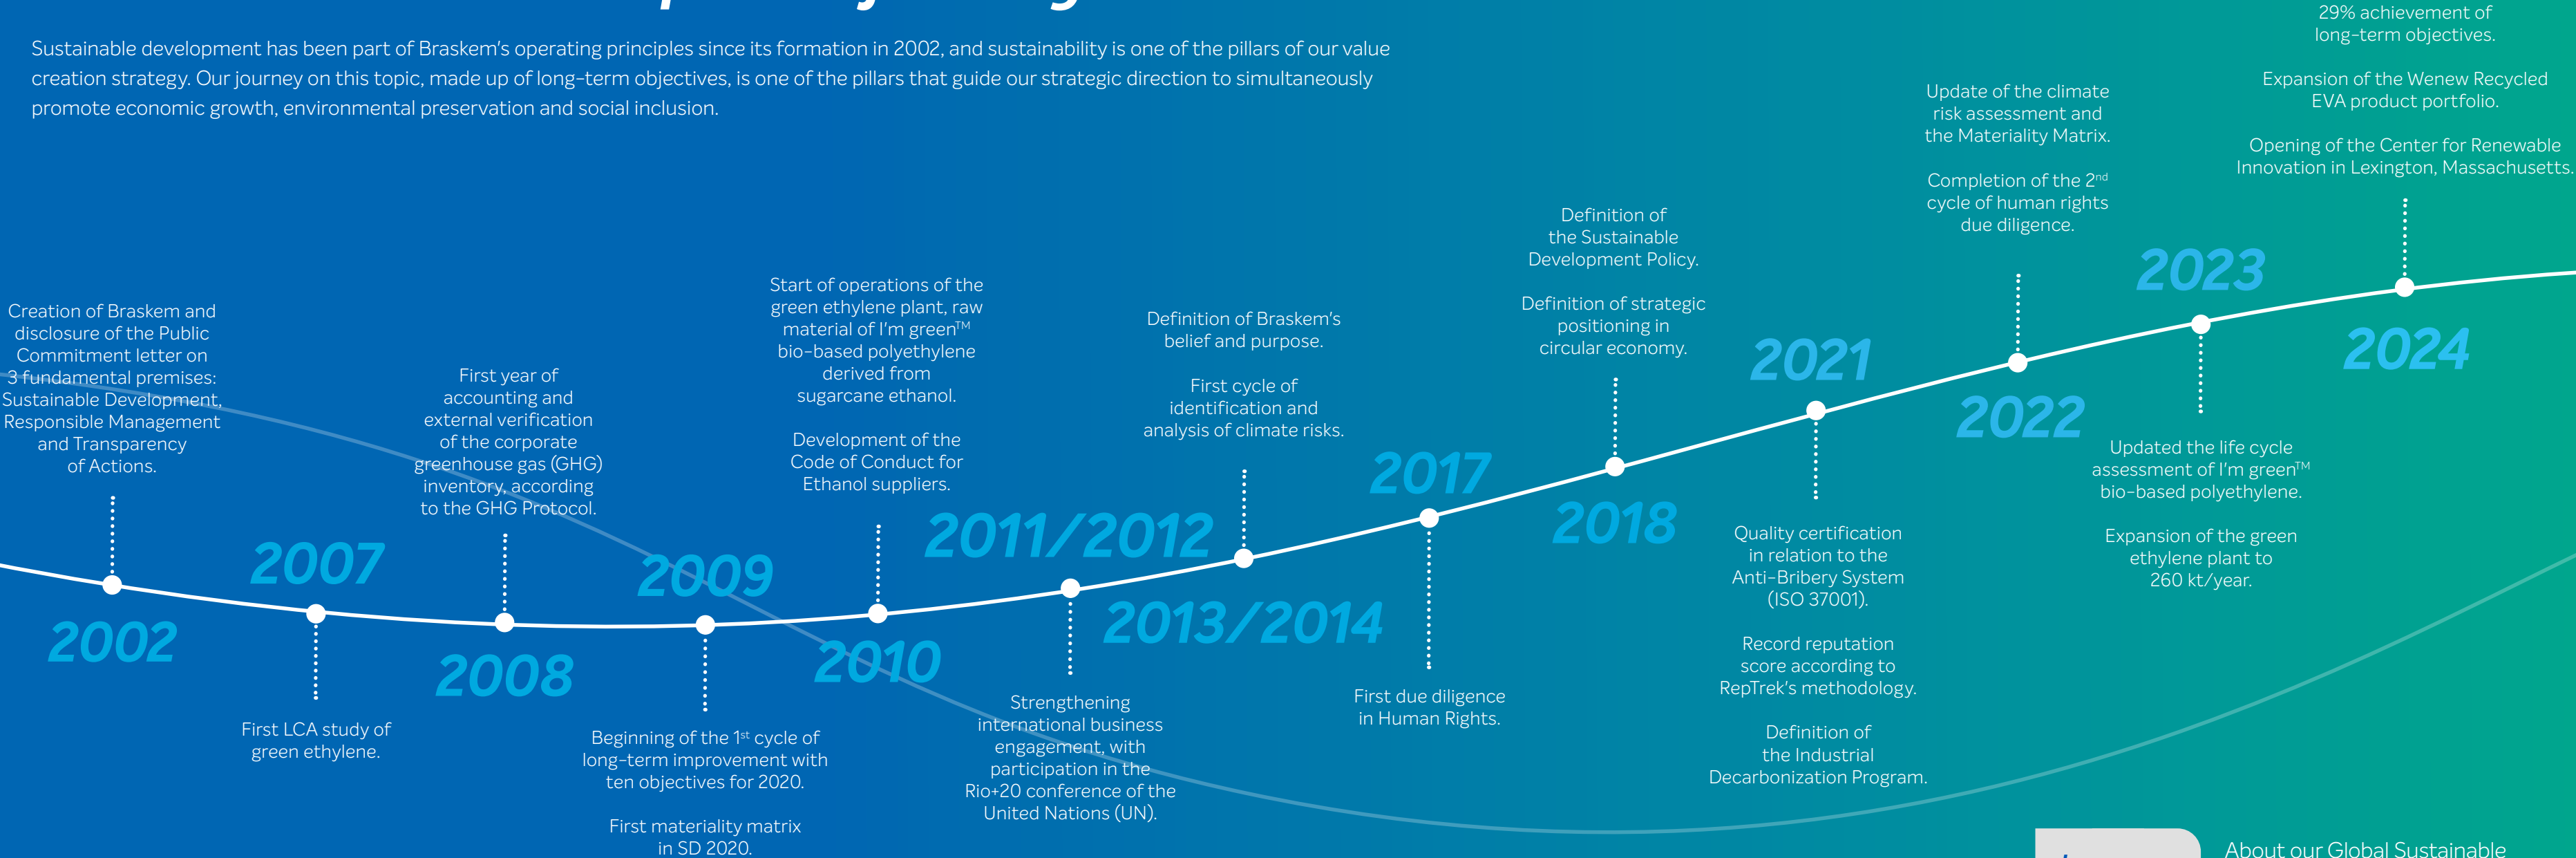 Sustainable development has been part of Braskem's operating principles since its formation in 2002, and sustainability is one of the pillars of our value
creation strategy. Our journey on this topic, made up of long-term objectives, is one of the pillars that guide our strategic direction to simultaneously
promote economic growth, environmental preservation and social inclusion.
Creation of Braskem and
disclosure of the Public
Commitment letter on
3 fundamental premises:
Sustainable Development,
Responsible Management
and Transparency
of Actions.
2002
2007
First LCA study of
green ethylene.
First year of
accounting and
external verification
of the corporate
greenhouse gas (GHG)
inventory, according
to the GHG Protocol.
2008
2009
Beginning of the 1st cycle of
long-term improvement with
ten objectives for 2020.
First materiality matrix
in SD 2020.
Start of operations of the
green ethylene plant, raw
material of I'm green™
bio-based polyethylene
derived from
sugarcane ethanol.
Development of the
Code of Conduct for
Ethanol suppliers.
2010
2011/2012
Strengthening
international business
engagement, with
participation in the
Rio+20 conference of the
United Nations (UN).
Definition of Braskem's
belief and purpose.
First cycle of
identification and
analysis of climate risks.
2013/2014
2017
First due diligence
in Human Rights.
Definition of
the Sustainable
Development Policy.
Definition of strategic
positioning in
circular economy.
2018
2021
Quality certification
in relation to the
Anti-Bribery System
(ISO 37001).
Record reputation
score according to
RepTrek's methodology.
Definition of
the Industrial
Decarbonization Program.
Update of the climate
risk assessment and
the Materiality Matrix.
Completion of the 2nd
cycle of human rights
due diligence.
2022
2023
Updated the life cycle
assessment of I'm green™
bio-based polyethylene.
Expansion of the green
ethylene plant to
260 kt/year.
29% achievement of
long-term objectives.
Expansion of the Wenew Recycled
EVA product portfolio.
Opening of the Center for Renewable
Innovation in Lexington, Massachusetts.
2024
About our Global Sustainable